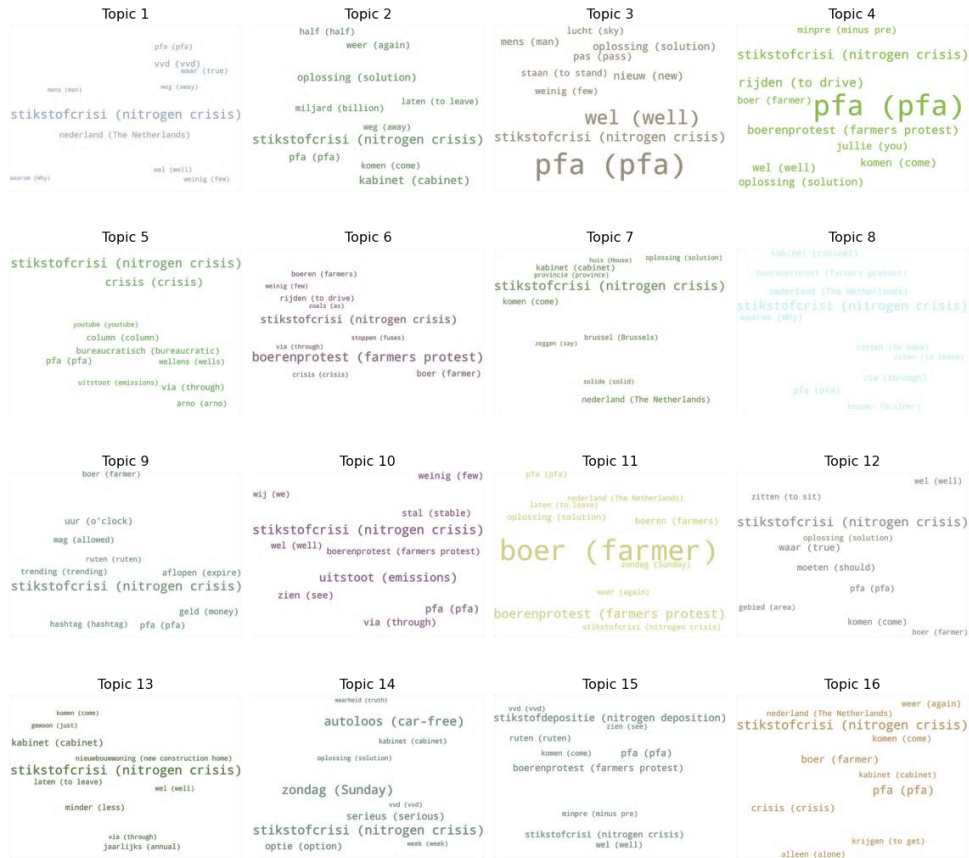 Topic 1
pfa (pfa)
vvd (vvd)
waar (true)
mens (man)
weg (away)
stikstofcrisi (nitrogen crisis)
nederland (The Netherlands)
wel (well)
waarom (Why)
weinig (few)
Topic 2
half (half)
weer (again)
oplossing (solution)
laten (to leave)
miljard (billion)
weg (away)
stikstofcrisi (nitrogen crisis)
pfa (pfa)
komen (come)
kabinet (cabinet)
Topic 3
lucht (sky)
mens (man)
oplossing (solution)
pas (pass)
staan (to stand)
nieuw (new)
weinig (few)
wel (well)
stikstofcrisi (nitrogen crisis)
pfa (pfa)
Topic 4
minpre (minus pre)
stikstofcrisi (nitrogen crisis)
rijden (to drive)
boer (farmer)
pfa (pfa)
boerenprotest (farmers protest)
jullie (you)
komen (come)
wel (well)
oplossing (solution)
Topic 5
stikstofcrisi (nitrogen crisis)
crisis (crisis)
youtube (youtube)
column (column)
bureaucratisch (bureaucratic)
pfa (pfa)
wellens (wells)
uitstoot (emissions)
via (through)
arno (arno)
Topic 6
boeren (farmers)
weinig (few)
rijden (to drive)
zoals (as)
stikstofcrisi (nitrogen crisis)
stoppen (fuses)
via (through)
boerenprotest (farmers protest)
crisis (crisis)
boer (farmer)
Topic 7
huis (House)
oplossing (solution)
kabinet (cabinet)
provincie (province)
stikstofcrisi (nitrogen crisis)
komen (come)
brussel (Brussels)
zeggen (say)
solide (solid)
nederland (The Netherlands)
Topic 8
kabinet (cabinet)
boerenprotest (farmers protest)
nederland (The Netherlands)
stikstofcrisi (nitrogen crisis)
waarom (Why)
laten (to leave)
via (through)
pfa (pfa)
Topic 9
boer (farmer)
uur (o'clock)
mag (allowed)
ruten (ruten)
trending (trending)
aflopen (expire)
stikstofcrisi (nitrogen crisis)
geld (money)
hashtag (hashtag)
pfa (pfa)
Topic 10
weinig (few)
wij (we)
stal (stable)
stikstofcrisi (nitrogen crisis)
wel (well)
boerenprotest (farmers protest)
uitstoot (emissions)
zien (see)
pfa (pfa)
via (through)
Topic 11
pfa (pfa)
nederland (The Netherlands)
laten (to leave)
oplossing (solution)
boeren (farmers)
boer (farmer)
zondag (Sunday)
weer (again)
boerenprotest (farmers protest)
stikstofcrisi (nitrogen crisis)
Topic 12
wel (well)
zitten (to sit)
stikstofcrisi (nitrogen crisis)
oplossing (solution)
waar (true)
moeten (should)
pfa (pfa)
gebied (area)
komen (come)
boer (farmer)
Topic 13
komen (come)
gewoon (just)
kabinet (cabinet)
nieuwbouwwoning (new construction home)
stikstofcrisi (nitrogen crisis)
laten (to leave)
wel (well)
minder (less)
via (through)
jaarlijks (annual)
Topic 14
waarheid (truth)
autoloos (car-free)
kabinet (cabinet)
oplossing (solution)
zondag (Sunday)
vvd (vvd)
serieus (serious)
stikstofcrisi (nitrogen crisis)
optie (option)
week (week)
Topic 15
vvd (vvd)
stikstofdepositie (nitrogen deposition)
zien (see)
ruten (ruten)
komen (come)
pfa (pfa)
boerenprotest (farmers protest)
minpre (minus pre)
stikstofcrisi (nitrogen crisis)
wel (well)
Topic 16
weer (again)
nederland (The Netherlands)
stikstofcrisi (nitrogen crisis)
komen (come)
boer (farmer)
kabinet (cabinet)
pfa (pfa)
crisis (crisis)
krijgen (to get)
alleen (alone)